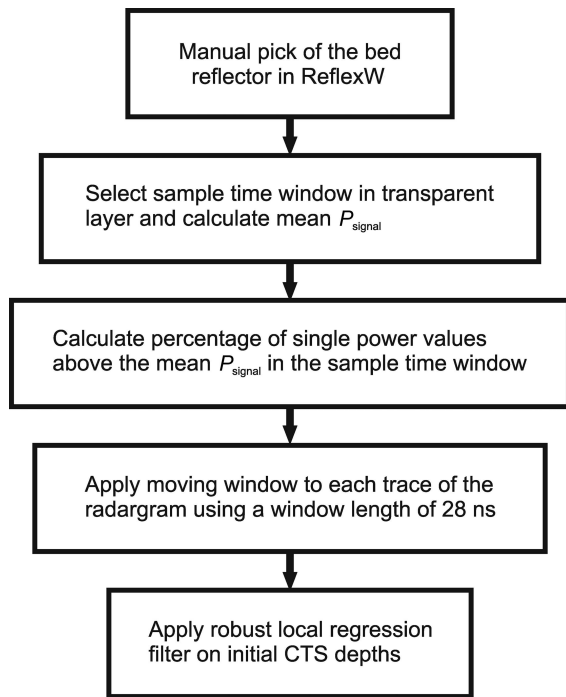 Manual pick of the bed
reflector in ReflexW
Select sample time window in transparent
layer and calculate mean Psignal
Calculate percentage of single power values
above the mean Psignal in the sample time window
Apply moving window to each trace of the
radargram using a window length of 28 ns
Apply robust local regression
filter on initial CTS depths